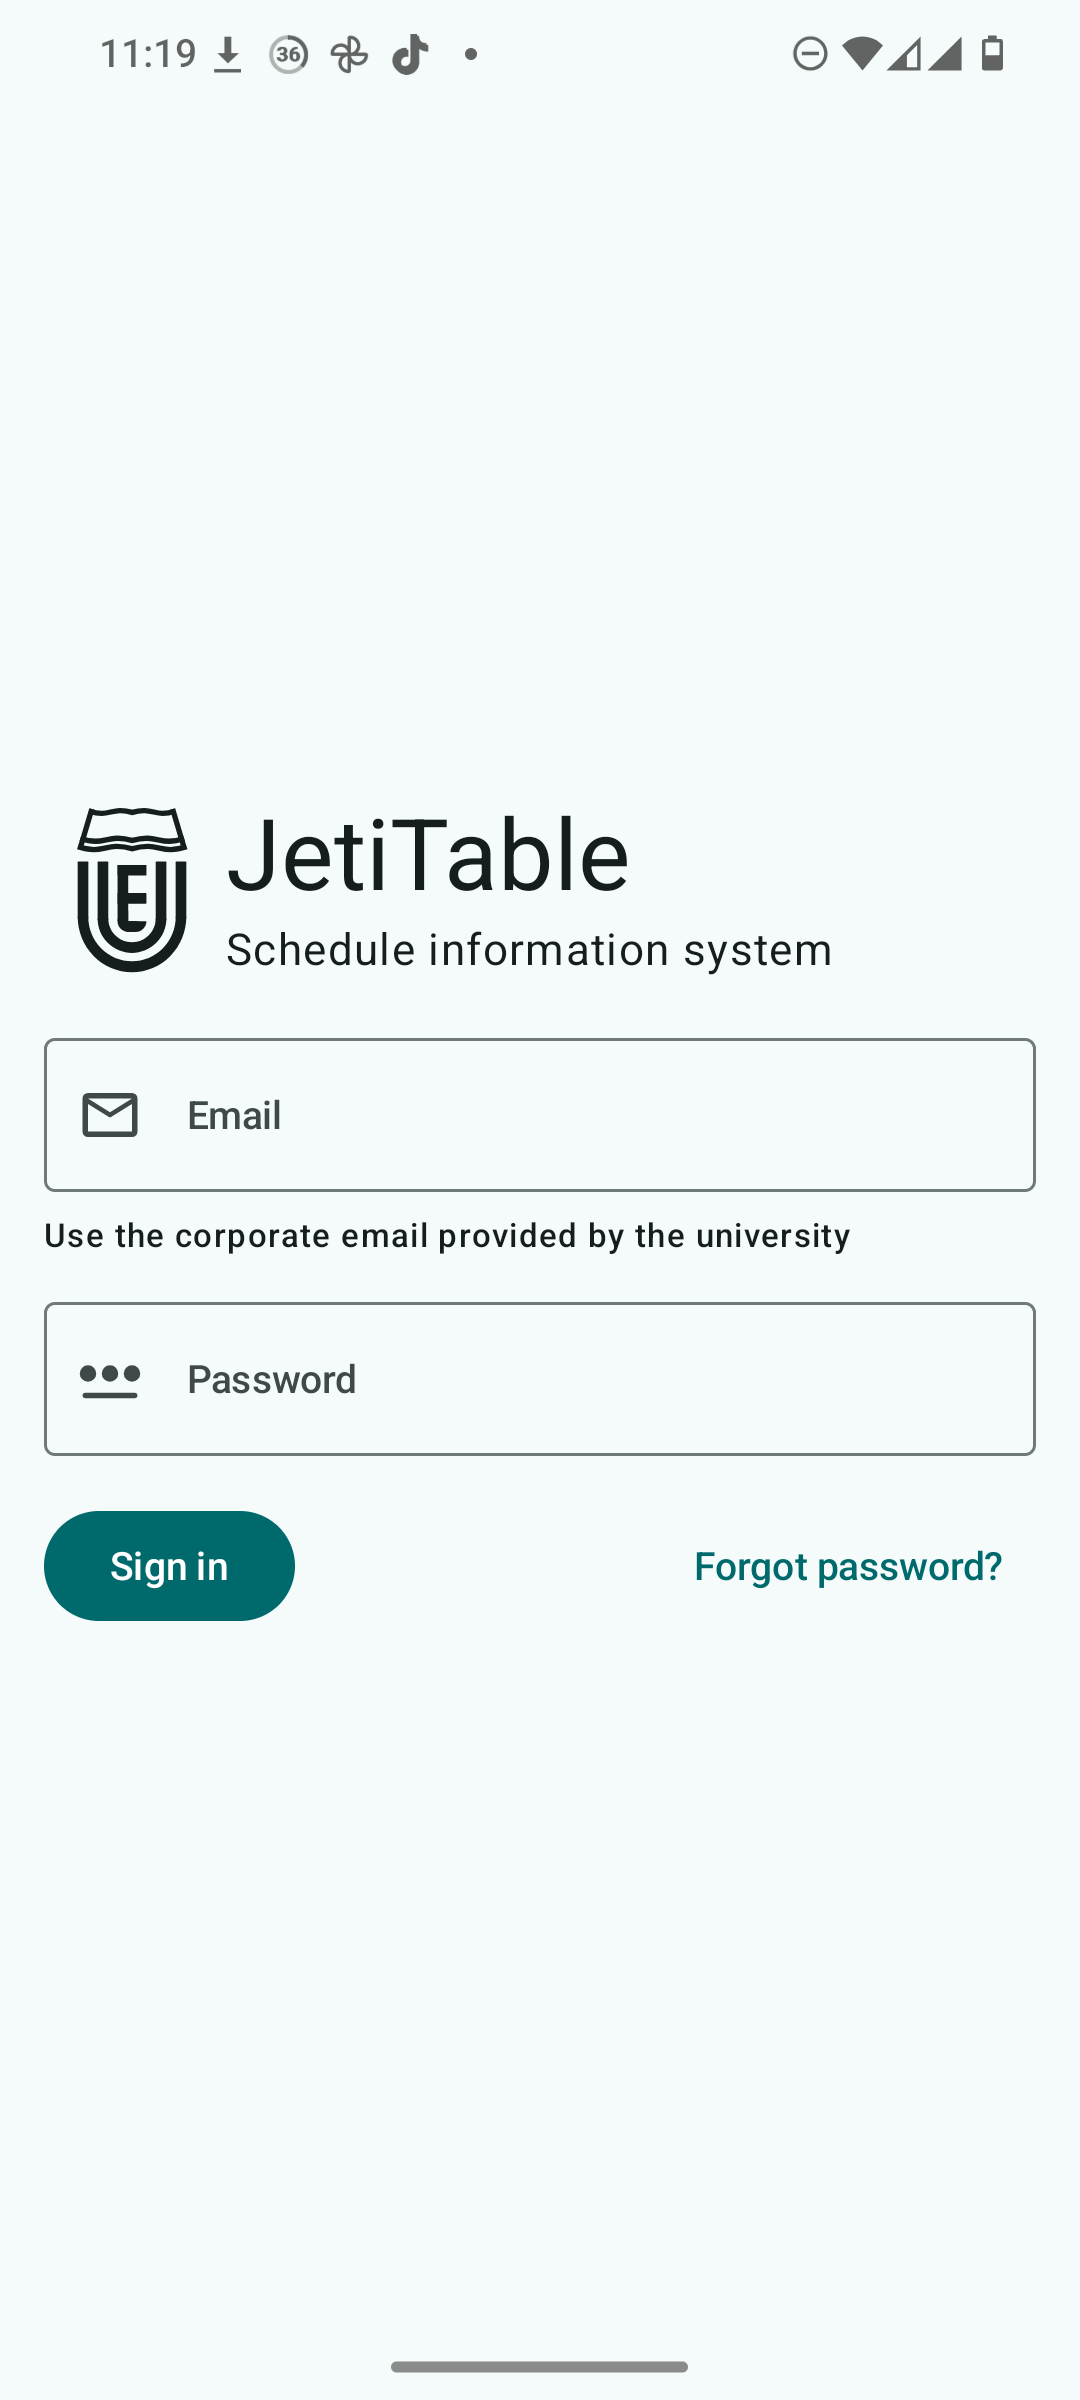 11:19
36
JetiTable
Schedule information system
Email
Use the corporate email provided by the university
Password
Sign in
Forgot password?